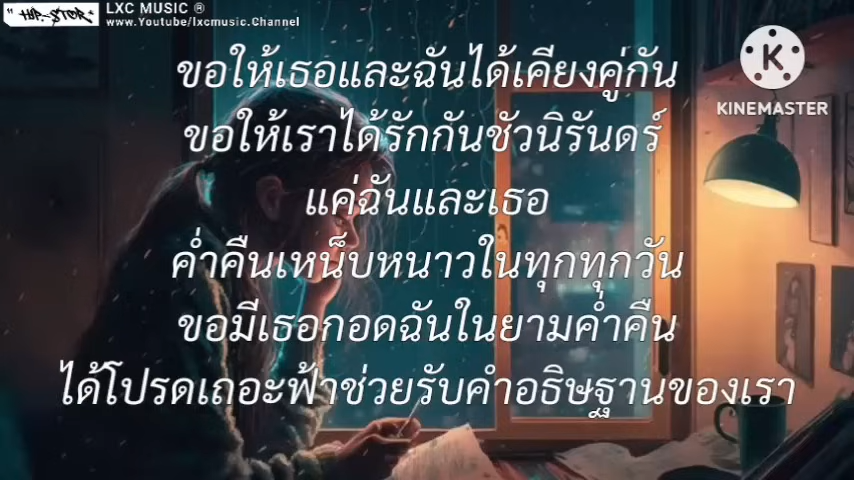 "HIP-STOR"
LXC MUSIC ®
www.Youtube/lxcmusic.Channel
KINEMASTER
ขอให้เธอและฉันได้เคียงคู่กัน
ขอให้เราได้รักกันชั่วนิรันดร์
แค่ฉันและเธอ
ค่ำคืนเหน็บหนาวในทุกทุกวัน
ขอมีเธอกอดฉันในยามค่ำคืน
ได้โปรดเถอะฟ้าช่วยรับคำอธิษฐานของเรา